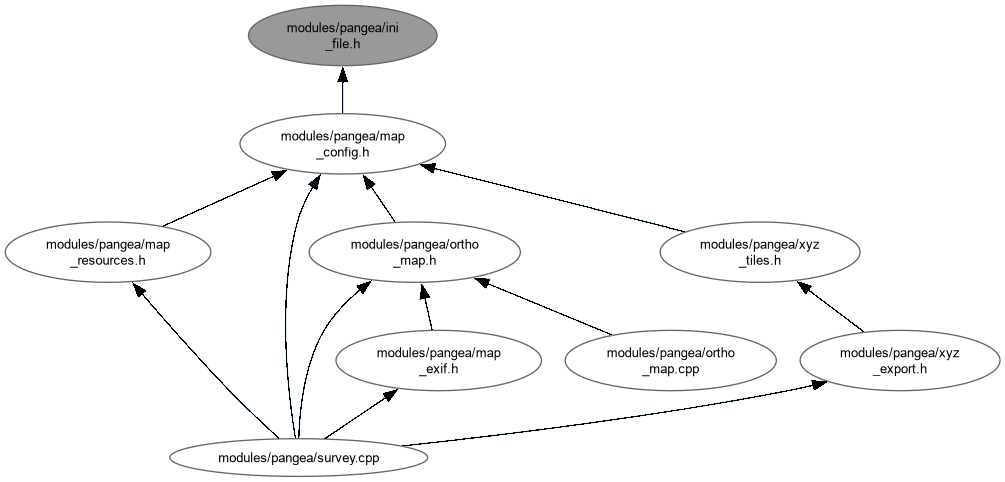 modules/pangea/ini
_file.h
modules/pangea/map
_config.h
modules/pangea/map
_resources.h
modules/pangea/ortho
_map.h
modules/pangea/xyz
_tiles.h
modules/pangea/map
_exif.h
modules/pangea/ortho
_map.cpp
modules/pangea/xyz
_export.h
modules/pangea/survey.cpp